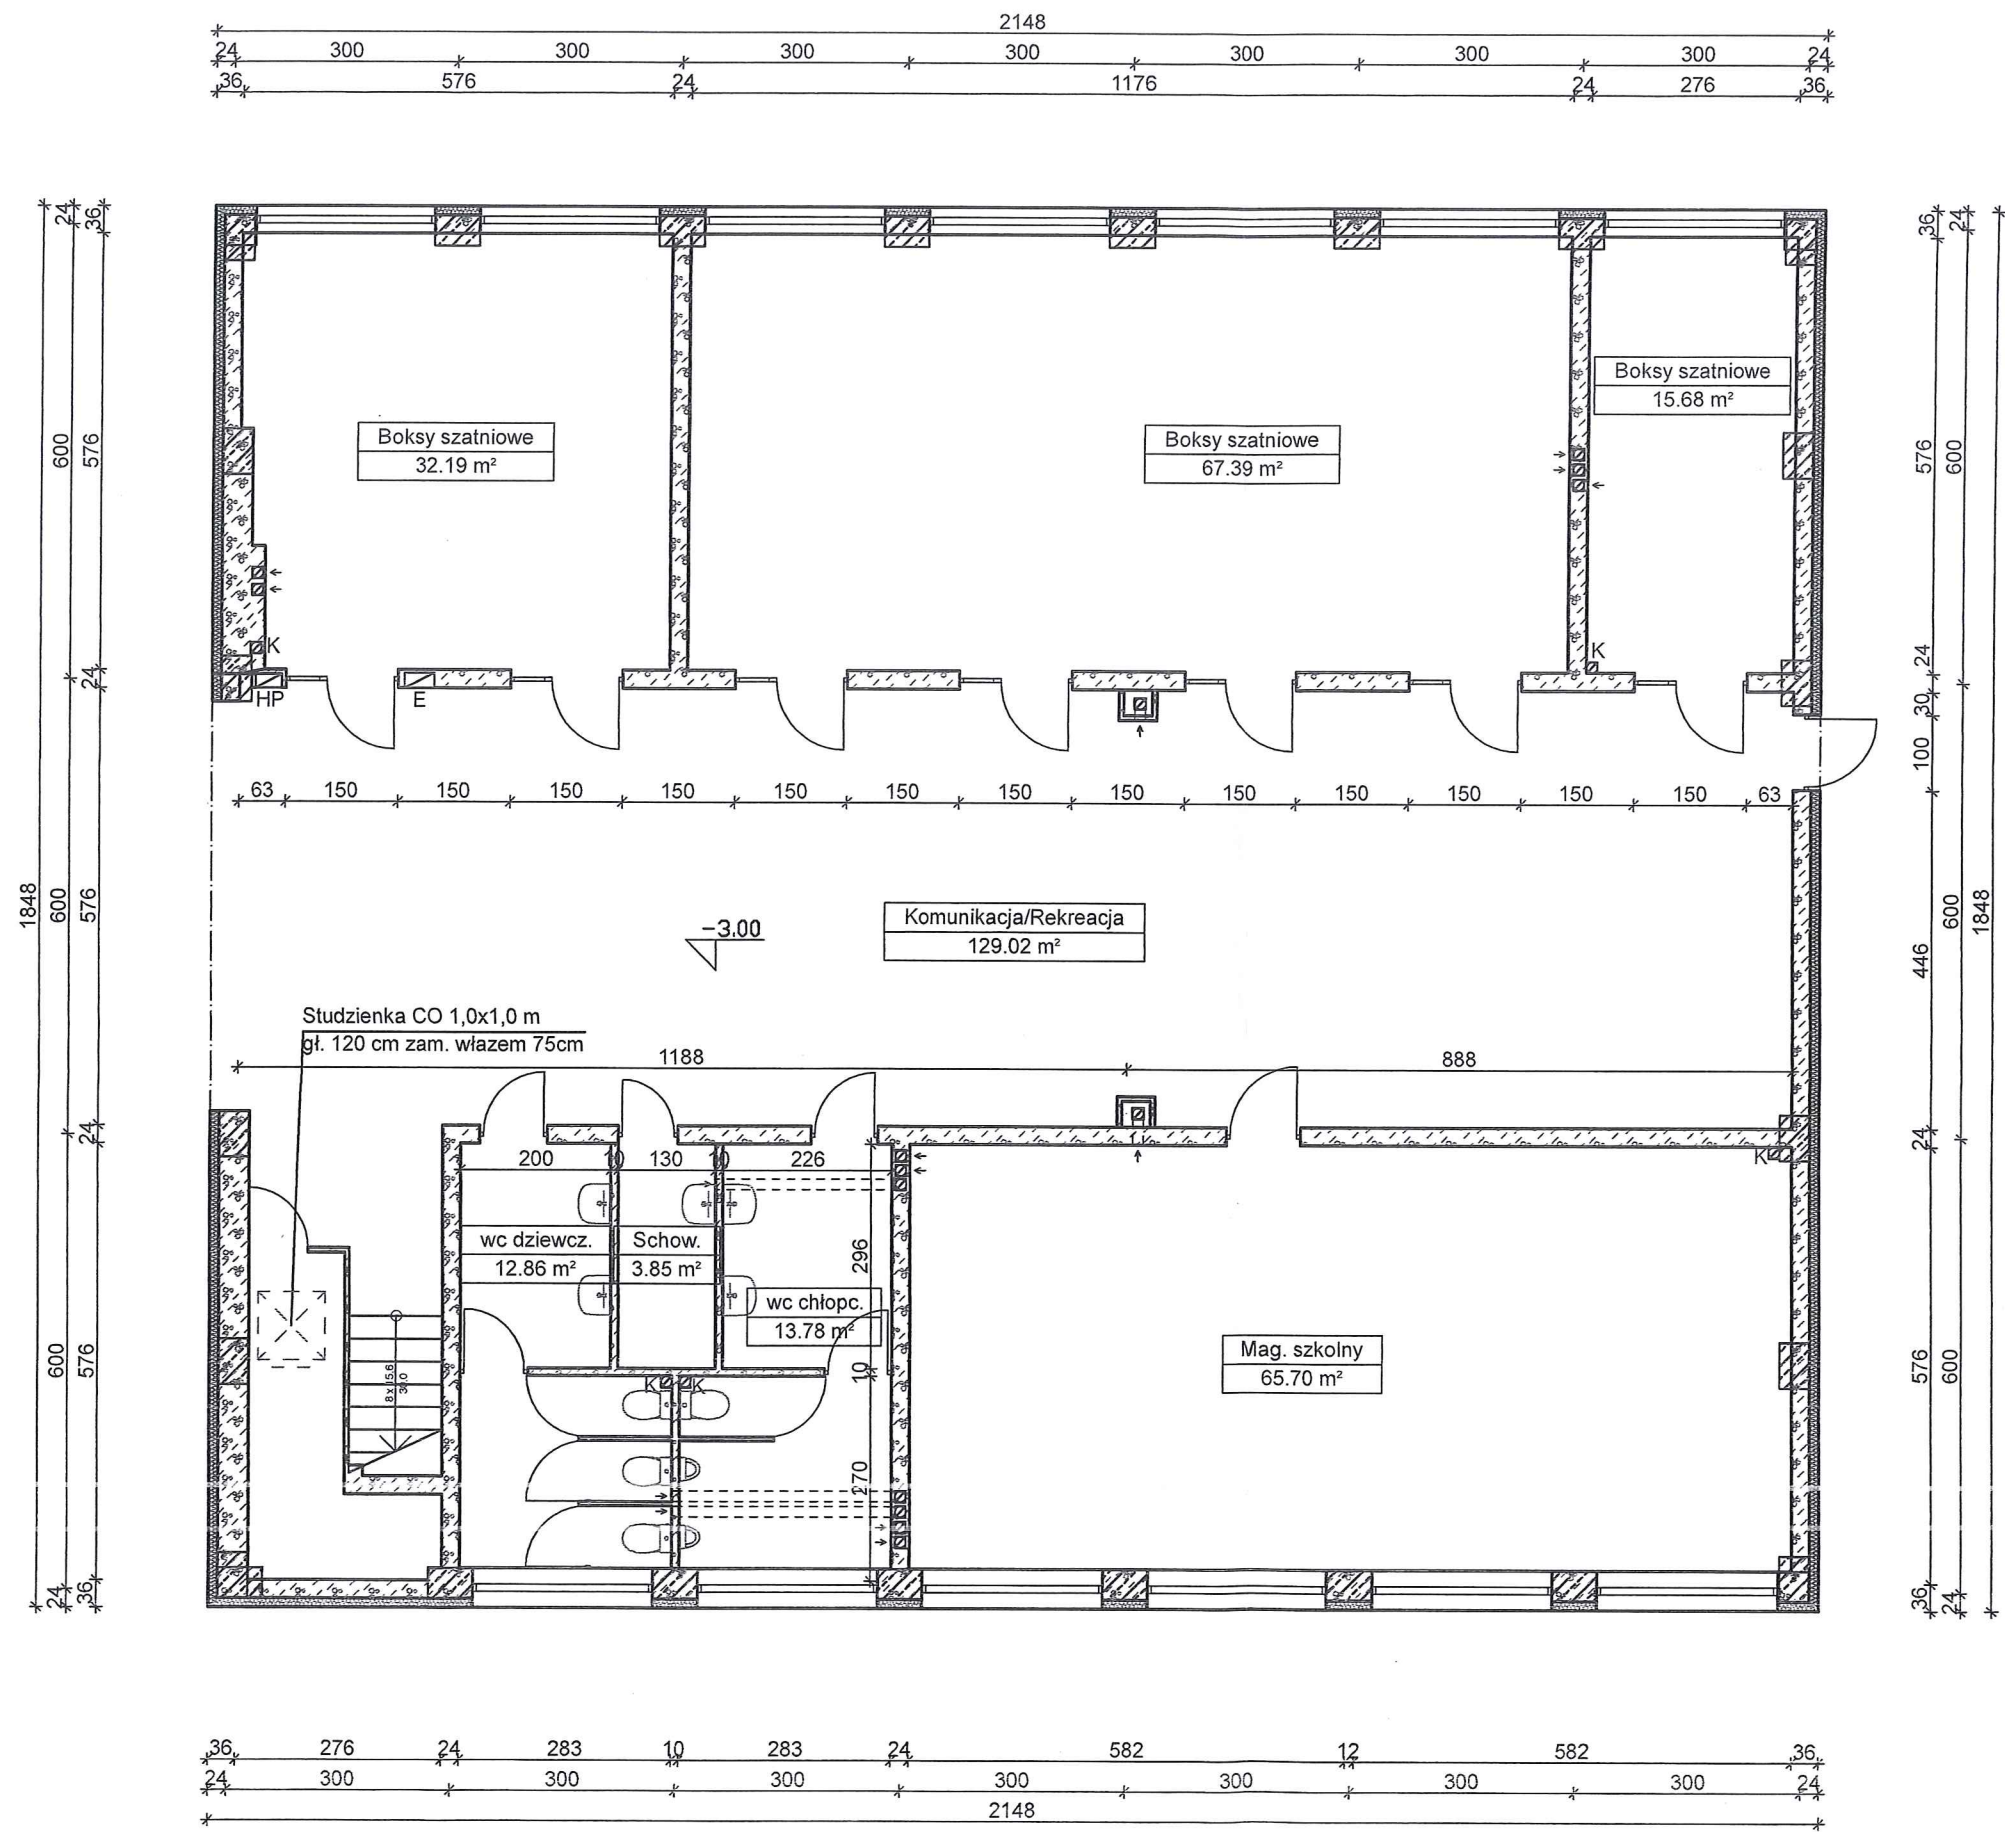 2148
24 300 300 300 300 300 300 300 24
36 576 24 1176 24 276 36
24 36
36 24
Boksy szatniowe
15.68 m²
Boksy szatniowe
32.19 m²
Boksy szatniowe
67.39 m²
600 576
576 600
K
K
24
24
HP
E
30
100
63 150 150 150 150 150 150 150 150 150 150 150 150 150 63
1848 600 576
Komunikacja/Rekreacja
129.02 m²
−3.00
446 600 1848
Studzienka CO 1,0x1,0 m
gł. 120 cm zam. włazem 75cm
1188 888
24
24
K
200 130 226
wc dziewcz.
12.86 m²
Schow.
3.85 m²
296
wc chłopc.
13.78 m²
Mag. szkolny
65.70 m²
600 576
576 600
8 x 15.6
30.0
10
K K
270
24 36
36 24
36 276 24 283 10 283 24 582 12 582 36
24 300 300 300 300 300 300 300 24
2148